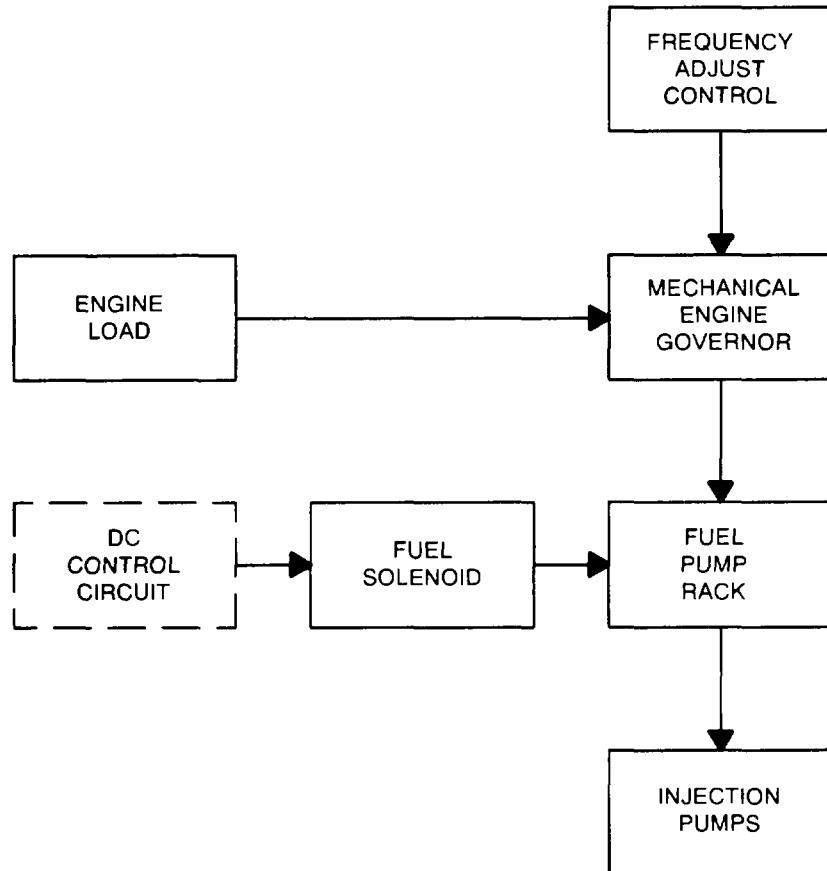 FREQUENCY
ADJUST
CONTROL
ENGINE
LOAD
MECHANICAL
ENGINE
GOVERNOR
DC
CONTROL
CIRCUIT
FUEL
SOLENOID
FUEL
PUMP
RACK
INJECTION
PUMPS